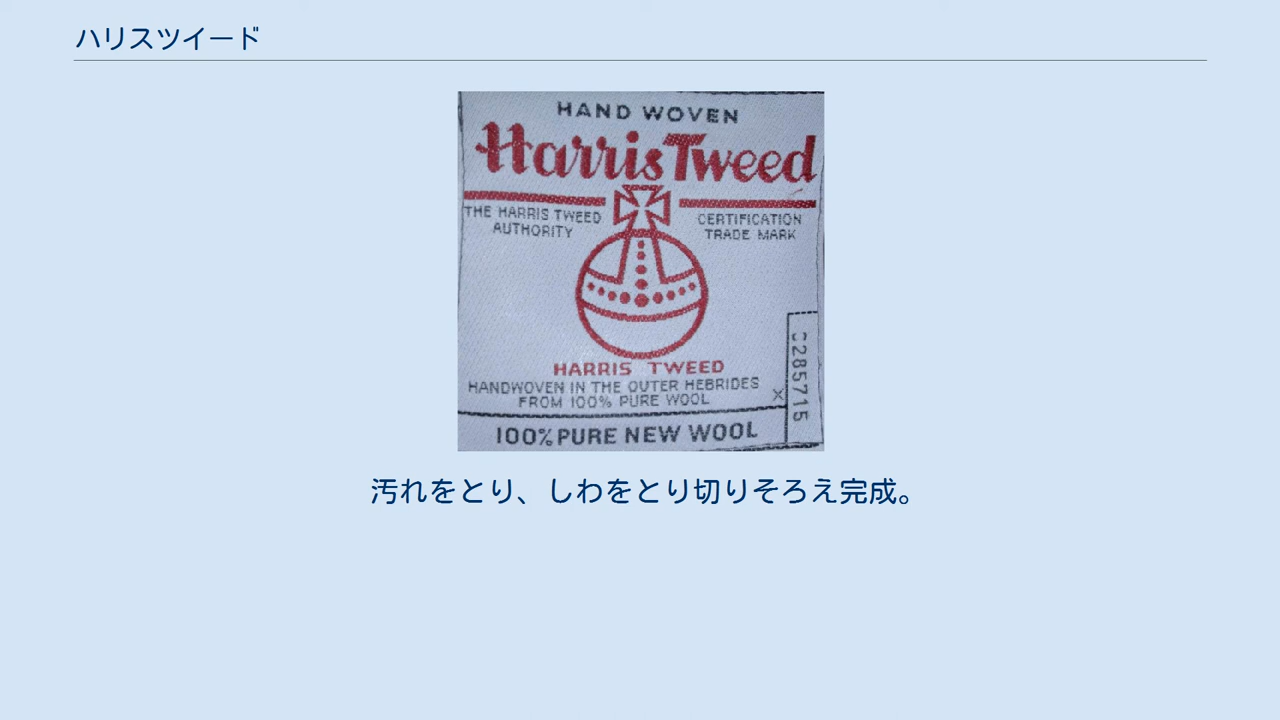 ハリスツイード
HAND WOVEN
Harris Tweed
THE HARRIS TWEED
AUTHORITY
CERTIFICATION
TRADE MARK
HARRIS TWEED
HANDWOVEN IN THE OUTER HEBRIDES
FROM 100% PURE WOOL
100% PURE NEW WOOL
汚れをとり、しわをとり切りそろえ完成。